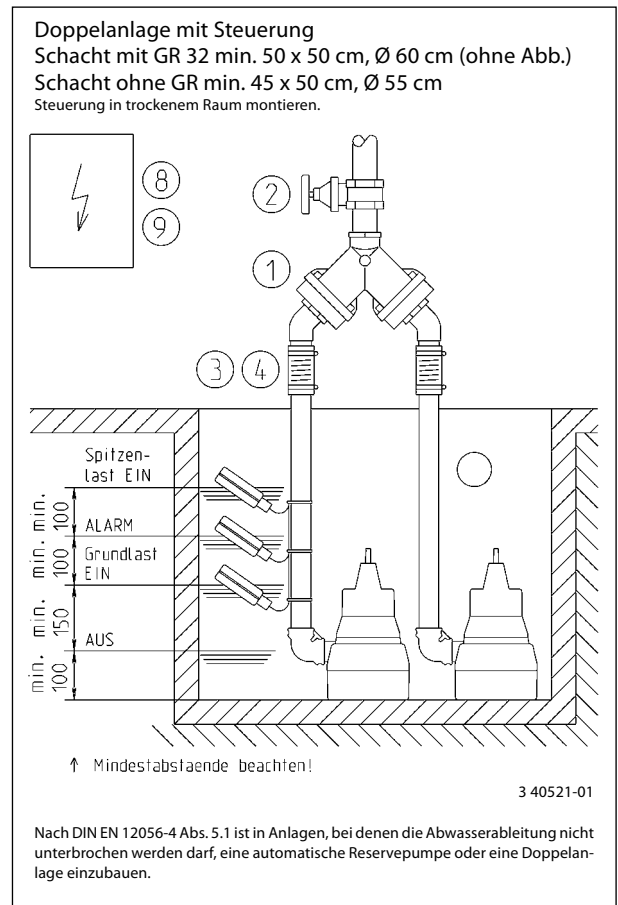 Doppelanlage mit Steuerung
Schacht mit GR 32 min. 50 x 50 cm, Ø 60 cm (ohne Abb.)
Schacht ohne GR min. 45 x 50 cm, Ø 55 cm
Steuerung in trockenem Raum montieren.
8
9
2
1
3 4
Spitzen-
last EIN
min. 100
ALARM
min. 100
Grundlast
EIN
min. 150
AUS
min. 100
↑ Mindestabstaende beachten!
3 40521-01
Nach DIN EN 12056-4 Abs. 5.1 ist in Anlagen, bei denen die Abwasserableitung nicht
unterbrochen werden darf, eine automatische Reservepumpe oder eine Doppelan-
lage einzubauen.